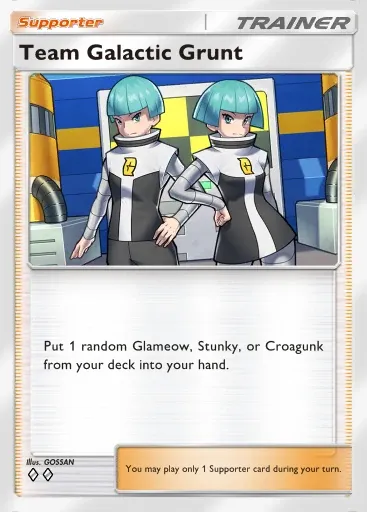 Supporter
TRAINER
Team Galactic Grunt
Put 1 random Glameow, Stunky, or Croagunk
from your deck into your hand.
Illus. GOSSAN
You may play only 1 Supporter card during your turn.